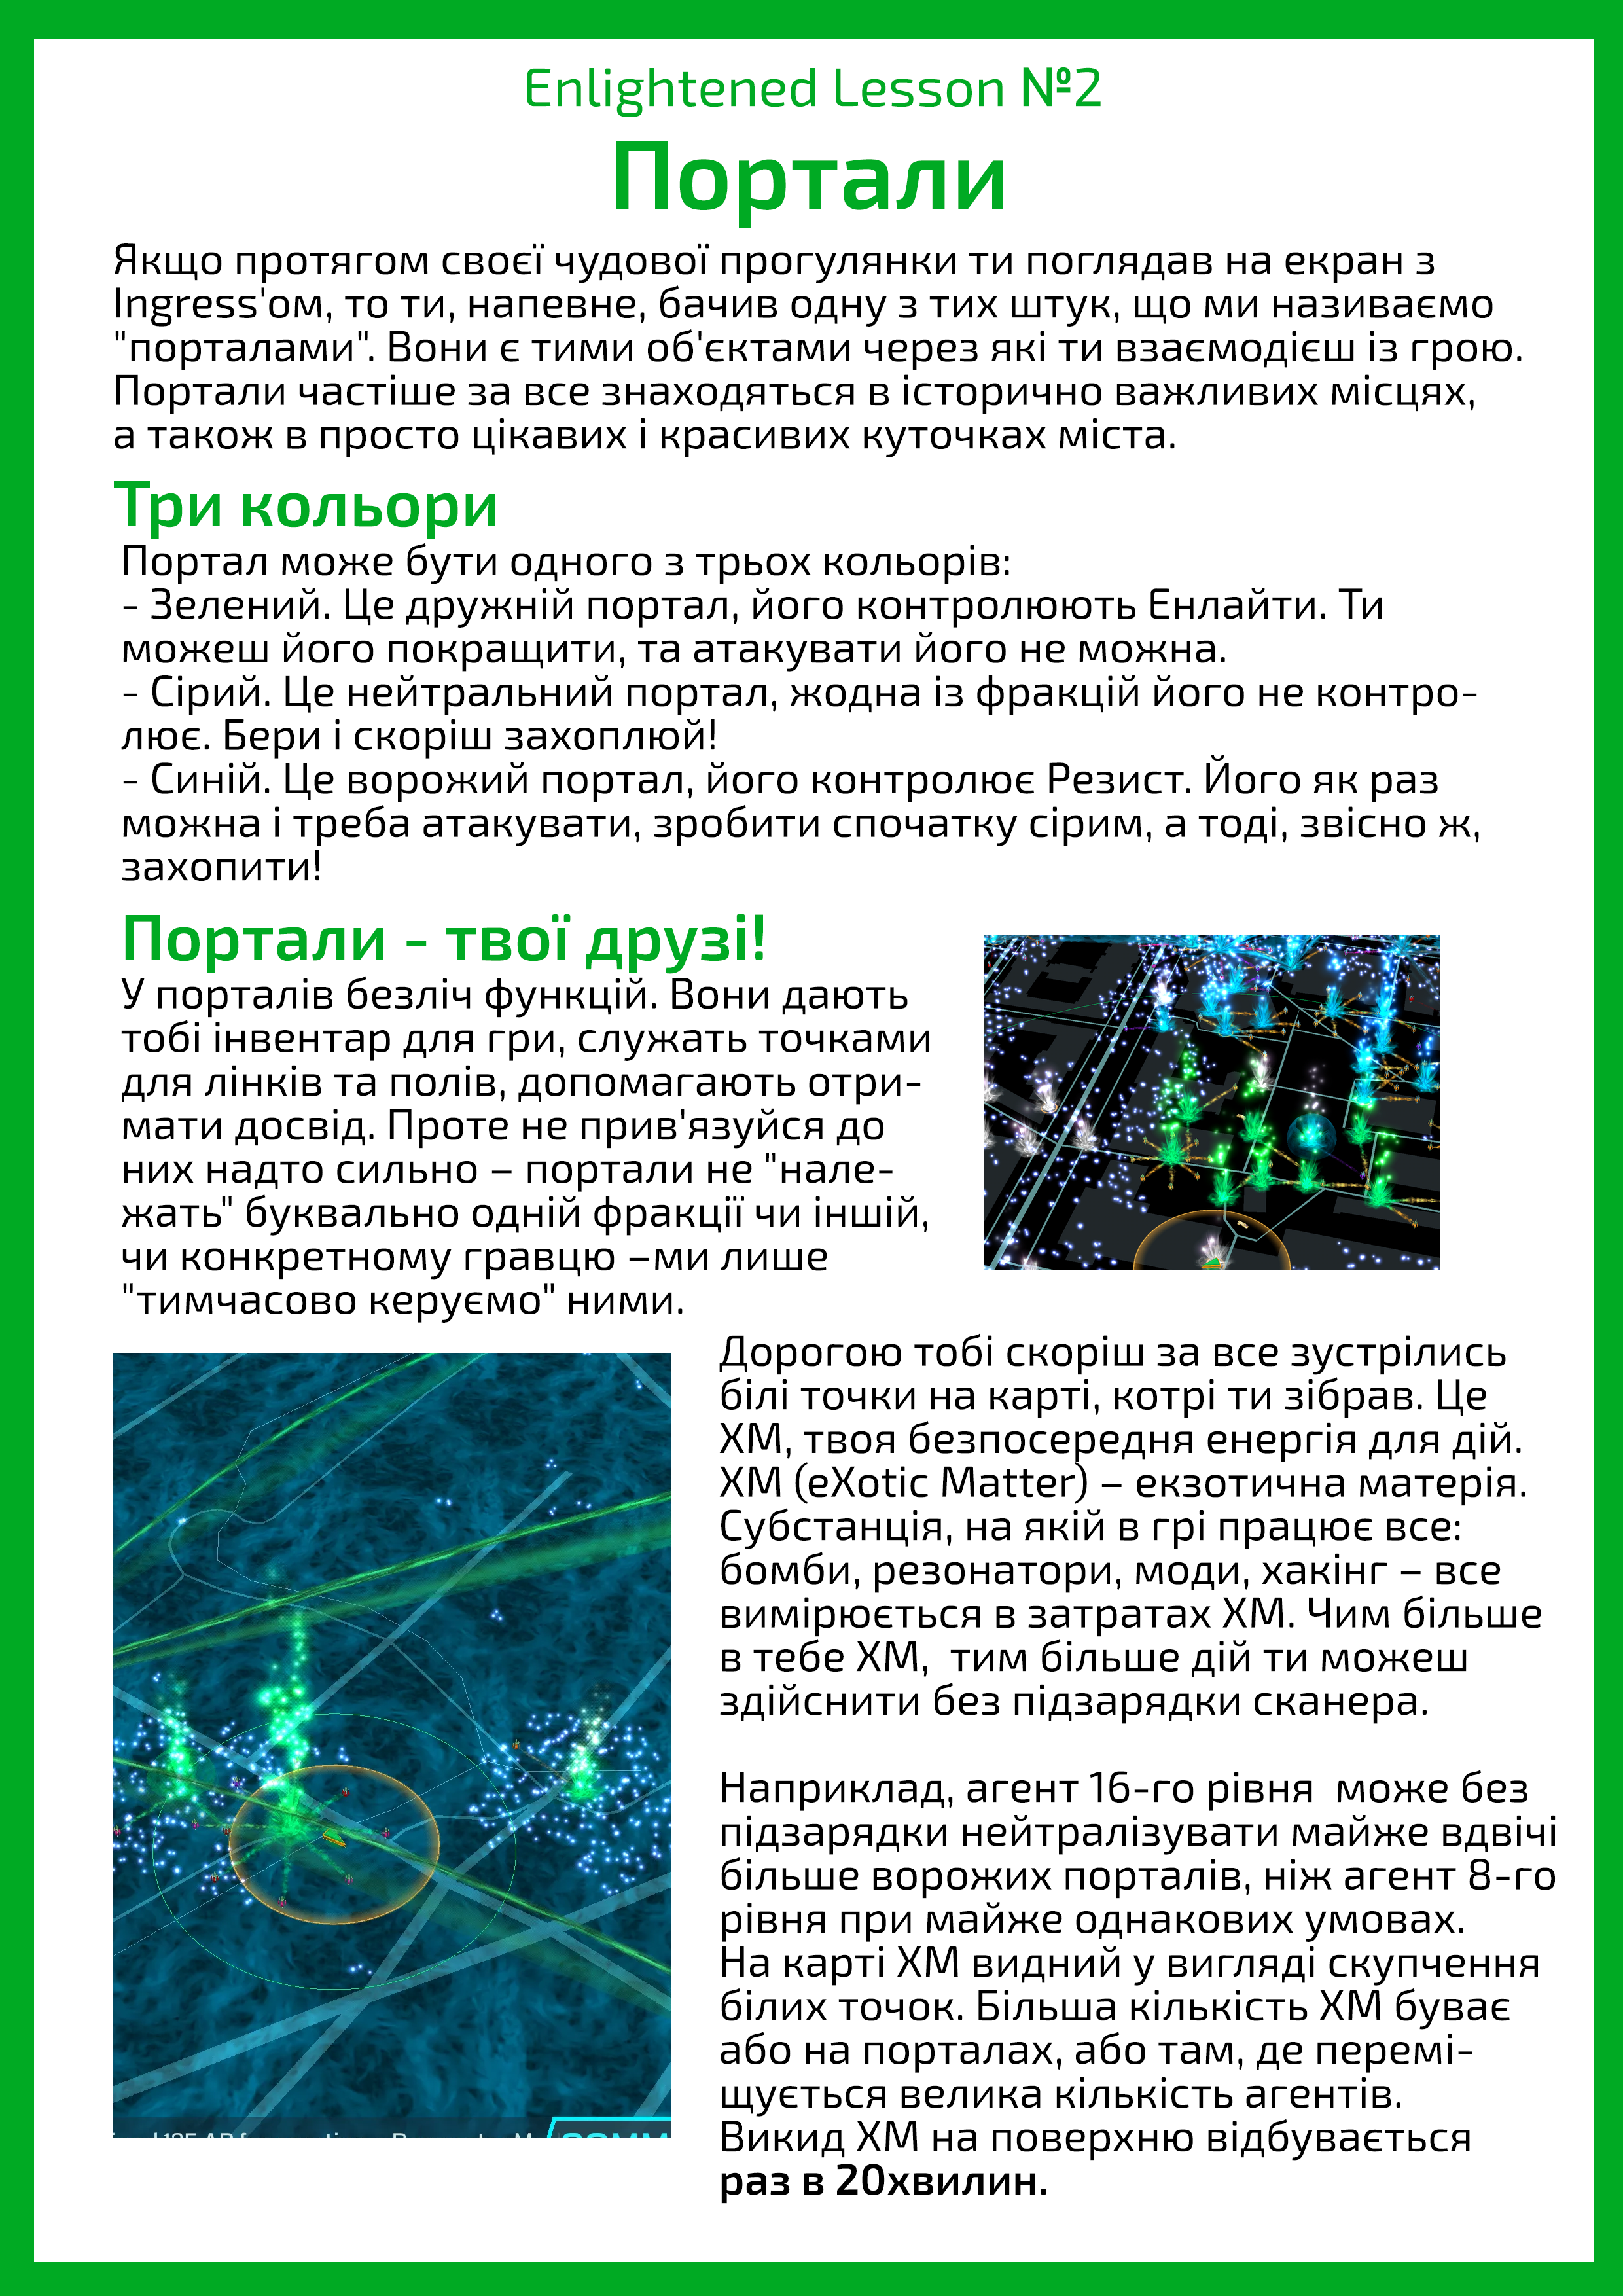 Enlightened Lesson №2
Портали
Якщо протягом своєї чудової прогулянки ти поглядав на екран з
Ingress'ом, то ти, напевне, бачив одну з тих штук, що ми називаємо
"порталами". Вони є тими об'єктами через які ти взаємодієш із грою.
Портали частіше за все знаходяться в історично важливих місцях,
а також в просто цікавих і красивих куточках міста.
Три кольори
Портал може бути одного з трьох кольорів:
- Зелений. Це дружній портал, його контролюють Енлайти. Ти
можеш його покращити, та атакувати його не можна.
- Сірий. Це нейтральний портал, жодна із фракцій його не контро-
лює. Бери і скоріш захоплюй!
- Синій. Це ворожий портал, його контролює Резист. Його як раз
можна і треба атакувати, зробити спочатку сірим, а тоді, звісно ж,
захопити!
Портали - твої друзі!
У порталів безліч функцій. Вони дають
тобі інвентар для гри, служать точками
для лінків та полів, допомагають отри-
мати досвід. Проте не прив'язуйся до
них надто сильно – портали не "нале-
жать" буквально одній фракції чи іншій,
чи конкретному гравцю –ми лише
"тимчасово керуємо" ними.
Дорогою тобі скоріш за все зустрілись
білі точки на карті, котрі ти зібрав. Це
XM, твоя безпосередня енергія для дій.
XM (eXotic Matter) – екзотична матерія.
Субстанція, на якій в грі працює все:
бомби, резонатори, моди, хакінг – все
вимірюється в затратах XM. Чим більше
в тебе XM,  тим більше дій ти можеш
здійснити без підзарядки сканера.
Наприклад, агент 16-го рівня  може без
підзарядки нейтралізувати майже вдвічі
більше ворожих порталів, ніж агент 8-го
рівня при майже однакових умовах.
На карті XM видний у вигляді скупчення
білих точок. Більша кількість XM буває
або на порталах, або там, де перемі-
щується велика кількість агентів.
Викид XM на поверхню відбувається
раз в 20хвилин.